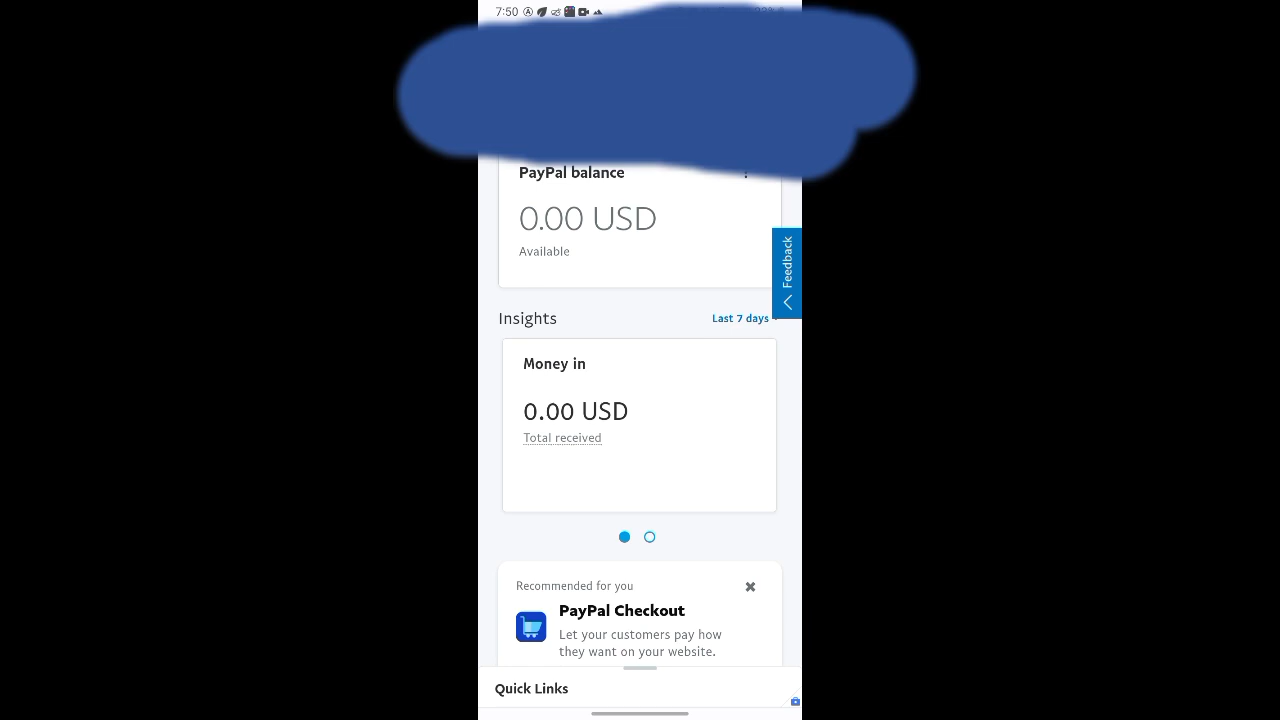 7:50
PayPal balance
0.00 USD
Available
Feedback
Insights
Last 7 days
Money in
0.00 USD
Total received
Recommended for you
PayPal Checkout
Let your customers pay how
they want on your website.
Quick Links